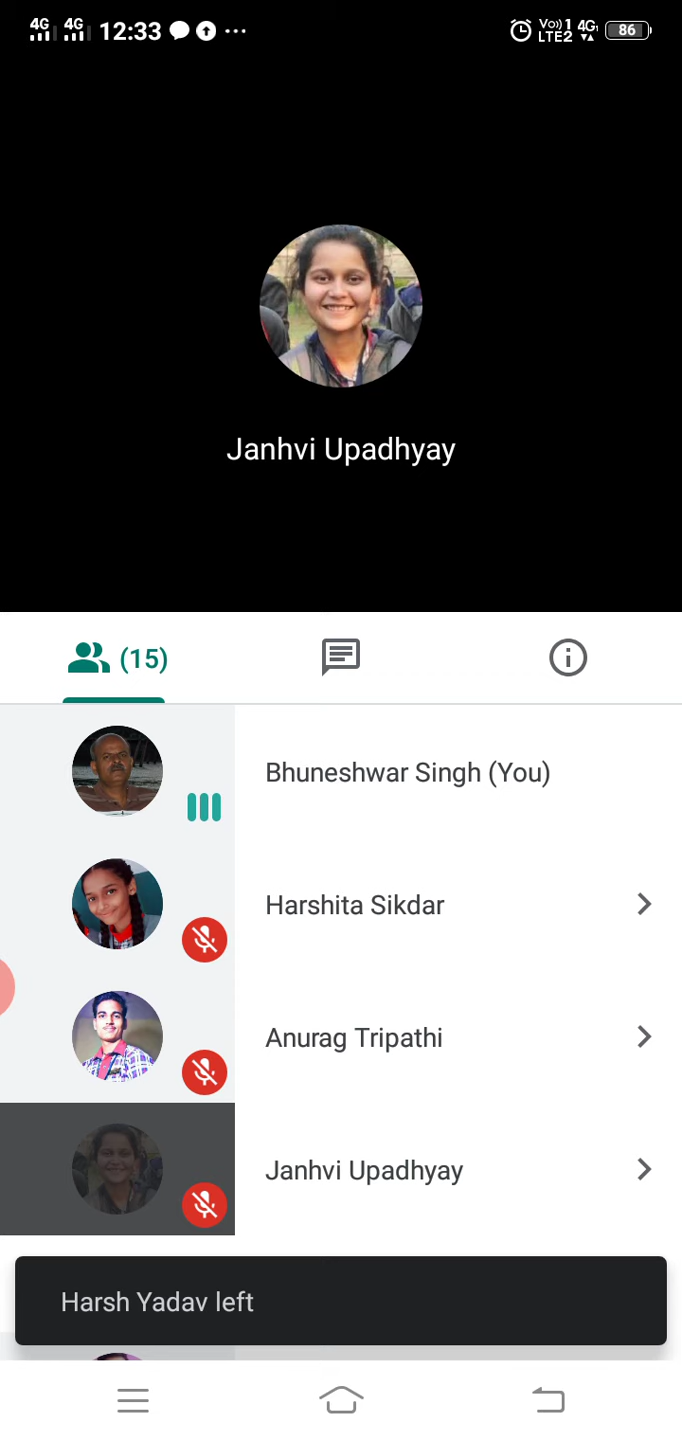 4G 4G 12:33 ... Vo)) 1 LTE2 4G 86
Janhvi Upadhyay
(15)
Bhuneshwar Singh (You)
Harshita Sikdar
Anurag Tripathi
Janhvi Upadhyay
Harsh Yadav left